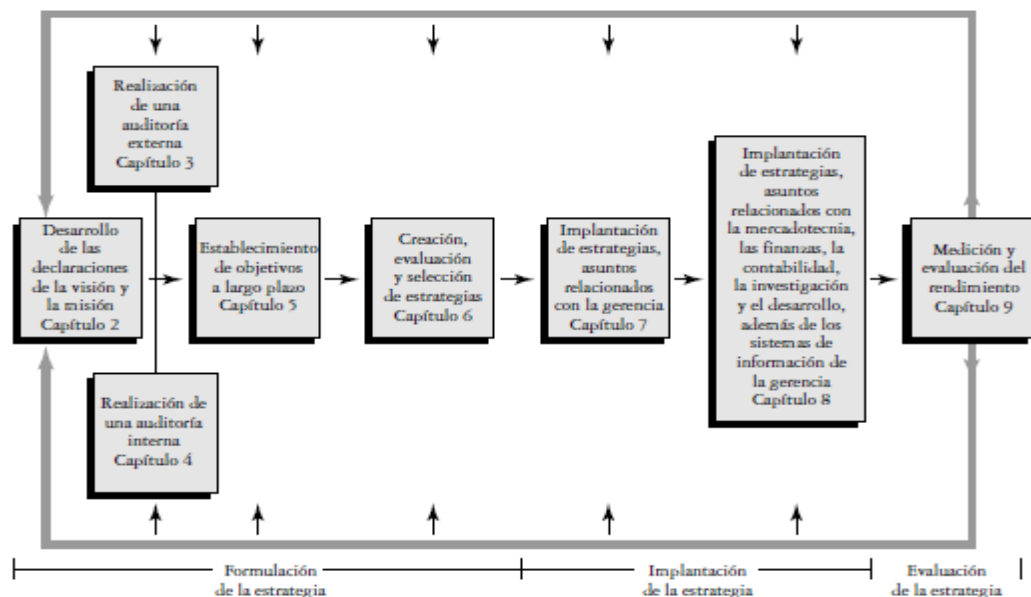 Realización
de una
auditoría
externa
Capítulo 3
Desarrollo
de las
declaraciones
de la visión y
la misión
Capítulo 2
Realización de
una auditoría
interna
Capítulo 4
Establecimiento
de objetivos
a largo plazo
Capítulo 5
Creación,
evaluación
y selección
de estrategias
Capítulo 6
Implantación
de estrategias,
asuntos
relacionados
con la gerencia
Capítulo 7
Implantación
de estrategias,
asuntos
relacionados con
la mercadotecnia,
las finanzas, la
contabilidad,
la investigación
y el desarrollo,
además de los
sistemas de
información de
la gerencia
Capítulo 8
Medición y
evaluación del
rendimiento
Capítulo 9
Formulación
de la estrategia
Implantación
de la estrategia
Evaluación
de la estrategia